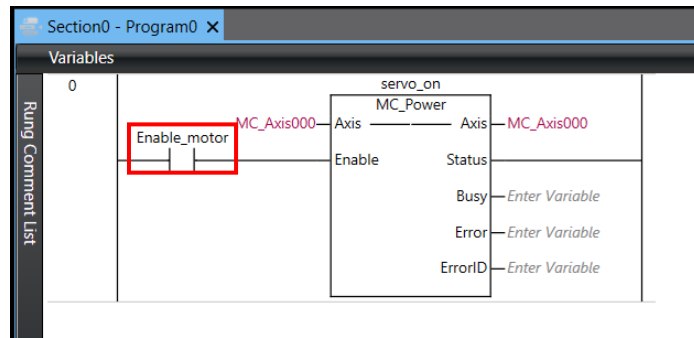 Section0 - Program0 X
Variables
Rung Comment List
0
servo_on
MC_Power
MC_Axis000 Axis Axis MC_Axis000
Enable_motor
Enable Status
Busy Enter Variable
Error Enter Variable
ErrorID Enter Variable